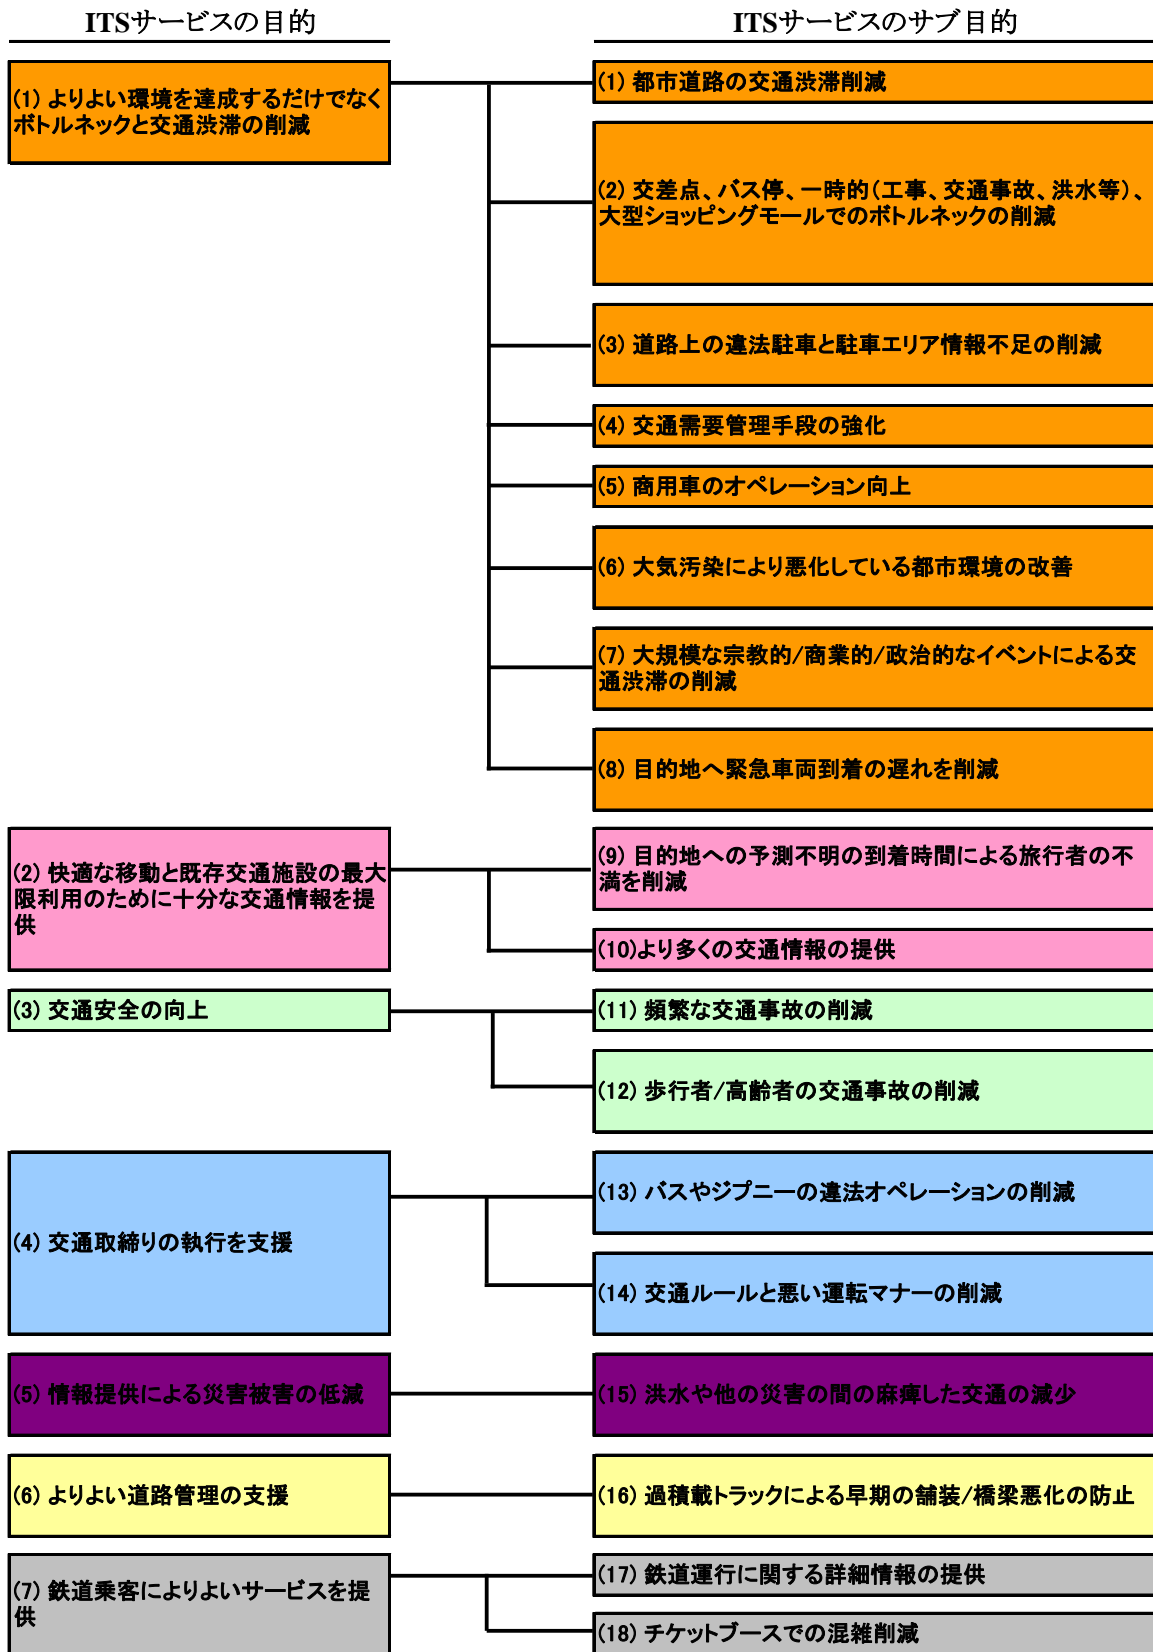 ITSサービスの目的
ITSサービスのサブ目的
(1) よりよい環境を達成するだけでなく
ボトルネックと交通渋滞の削減
(1) 都市道路の交通渋滞削減
(2) 交差点、バス停、一時的(工事、交通事故、洪水等)、
大型ショッピングモールでのボトルネックの削減
(3) 道路上の違法駐車と駐車エリア情報不足の削減
(4) 交通需要管理手段の強化
(5) 商用車のオペレーション向上
(6) 大気汚染により悪化している都市環境の改善
(7) 大規模な宗教的/商業的/政治的なイベントによる交
通渋滞の削減
(8) 目的地へ緊急車両到着の遅れを削減
(2) 快適な移動と既存交通施設の最大
限利用のために十分な交通情報を提
供
(9) 目的地への予測不明の到着時間による旅行者の不
満を削減
(10)より多くの交通情報の提供
(3) 交通安全の向上
(11) 頻繁な交通事故の削減
(12) 歩行者/高齢者の交通事故の削減
(4) 交通取締りの執行を支援
(13) バスやジプニーの違法オペレーションの削減
(14) 交通ルールと悪い運転マナーの削減
(5) 情報提供による災害被害の低減
(15) 洪水や他の災害の間の麻痺した交通の減少
(6) よりよい道路管理の支援
(16) 過積載トラックによる早期の舗装/橋梁悪化の防止
(7) 鉄道乗客によりよいサービスを提
供
(17) 鉄道運行に関する詳細情報の提供
(18) チケットブースでの混雑削減